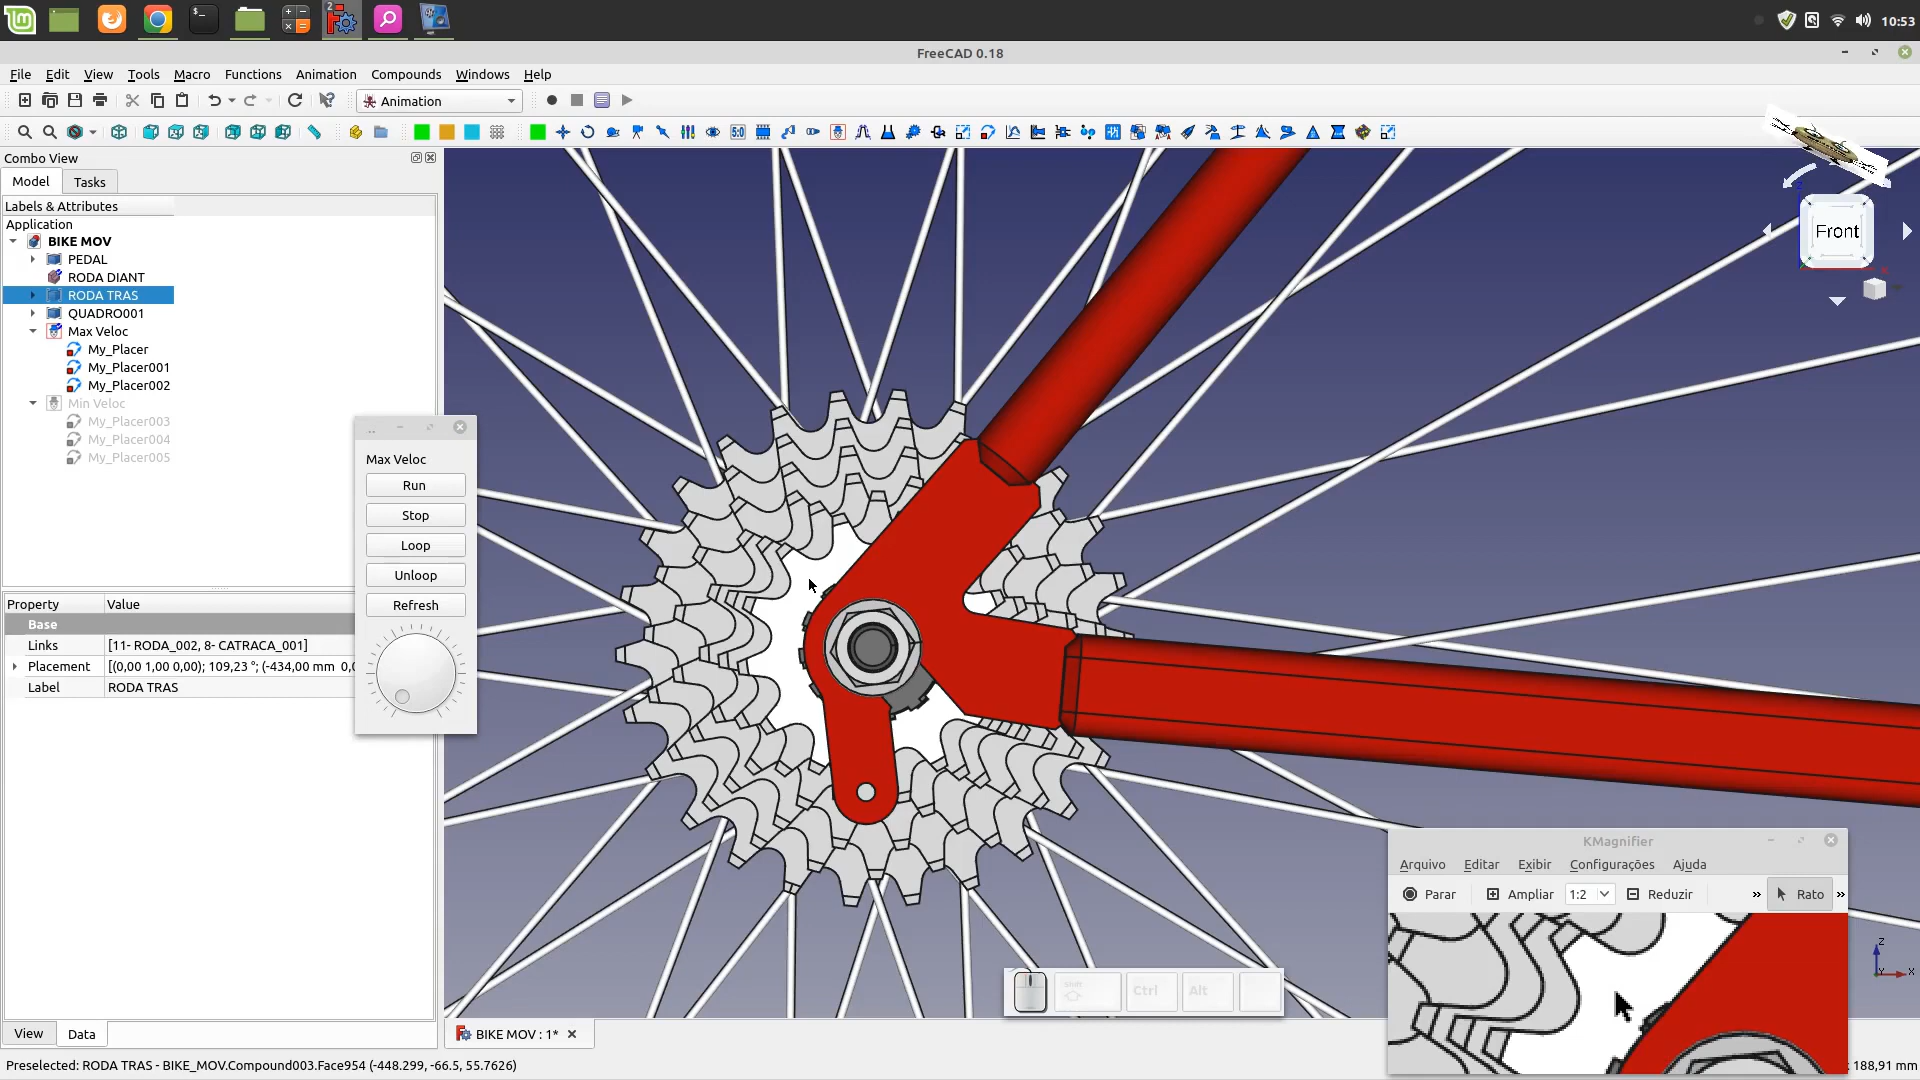 10:53
FreeCAD 0.18
File Edit View Tools Macro Functions Animation Compounds Windows Help
Animation
Combo View
Model Tasks
Labels & Attributes
Application
BIKE MOV
PEDAL
RODA DIANT
RODA TRAS
QUADRO001
Max Veloc
My_Placer
My_Placer001
My_Placer002
Min Veloc
My_Placer003
My_Placer004
My_Placer005
Max Veloc
Run
Stop
Loop
Unloop
Refresh
Property Value
Base
Links [11- RODA_002, 8- CATRACA_001]
Placement [(0,00 1,00 0,00); 109,23 °; (-434,00 mm 0,0
Label RODA TRAS
View Data
Front
KMagnifier
Arquivo Editar Exibir Configurações Ajuda
Parar Ampliar 1:2 Reduzir » Rato »
Z
Y X
Shift Ctrl Alt
BIKE MOV : 1*
Preselected: RODA TRAS - BIKE_MOV.Compound003.Face954 (-448.299, -66.5, 55.7626)
188,91 mm